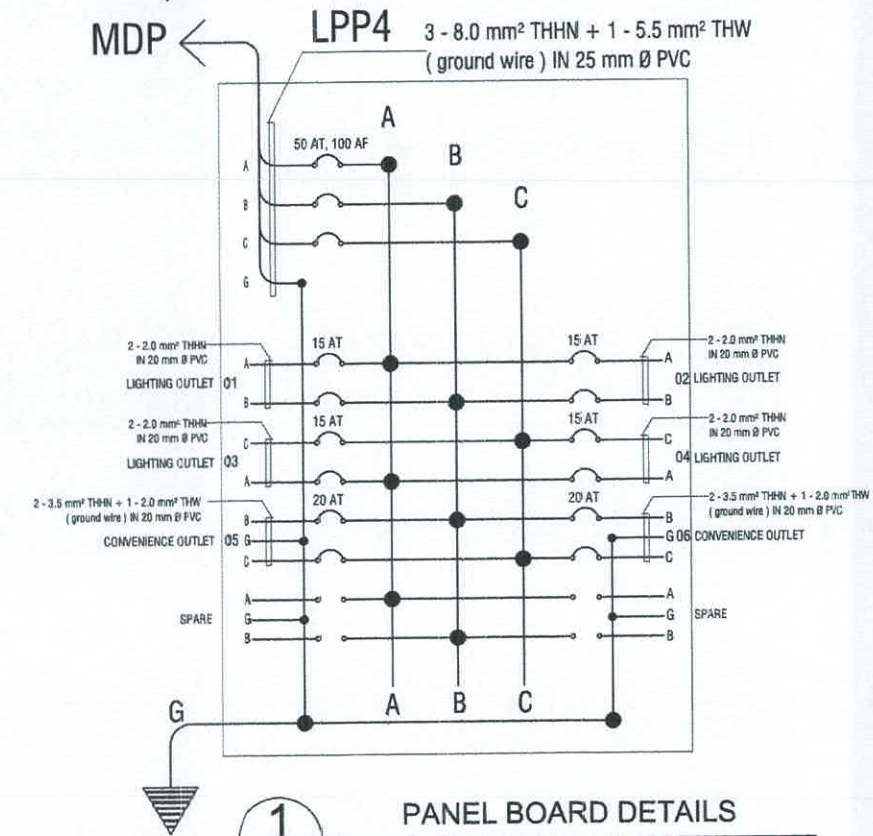 MDP
LPP4
3 - 8.0 mm² THHN + 1 - 5.5 mm² THW
( ground wire ) IN 25 mm Ø PVC
A
B
C
50 AT, 100 AF
A
B
C
G
2 - 2.0 mm² THHN
IN 20 mm Ø PVC
LIGHTING OUTLET 01
A
B
15 AT
15 AT
A
B
2 - 2.0 mm² THHN
IN 20 mm Ø PVC
02 LIGHTING OUTLET
2 - 2.0 mm² THHN
IN 20 mm Ø PVC
LIGHTING OUTLET 03
C
A
15 AT
15 AT
C
A
2 - 2.0 mm² THHN
IN 20 mm Ø PVC
04 LIGHTING OUTLET
2 - 3.5 mm² THHN + 1 - 2.0 mm² THW
( ground wire ) IN 20 mm Ø PVC
CONVENIENCE OUTLET 05
B
G
C
20 AT
20 AT
B
G
C
2 - 3.5 mm² THHN + 1 - 2.0 mm² THW
( ground wire ) IN 20 mm Ø PVC
06 CONVENIENCE OUTLET
SPARE
A
G
B
A
G
B
SPARE
A
B
C
G
1
PANEL BOARD DETAILS